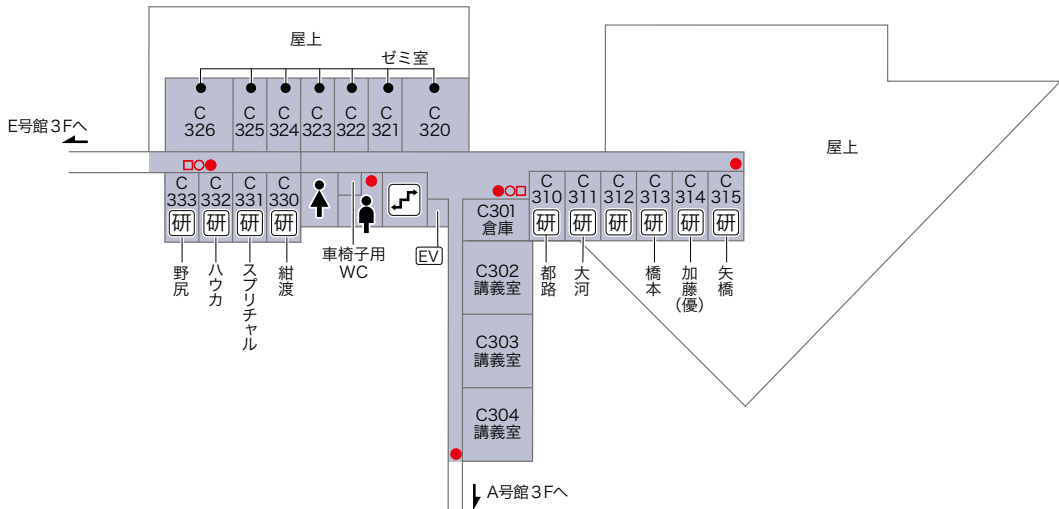 屋上
ゼミ室
C
326
C
325
C
324
C
323
C
322
C
321
C
320
E号館3Fへ
屋上
C
333
研
C
332
研
C
331
研
C
330
研
野尻
ハウカ
スプリチャル
紺渡
車椅子用
WC
EV
C301
倉庫
C
310
研
C
311
研
C
312
研
C
313
研
C
314
研
C
315
研
都路
大河
橋本
加藤(優)
矢橋
C302
講義室
C303
講義室
C304
講義室
A号館3Fへ